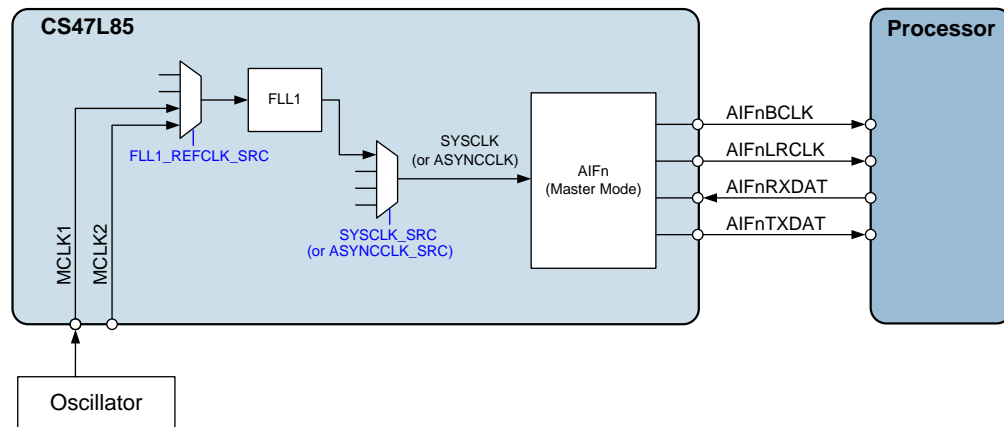 CS47L85
Processor
FLL1
FLL1_REFCLK_SRC
SYSCLK
(or ASYNCCLK)
SYSCLK_SRC
(or ASYNCCLK_SRC)
AIFn
(Master Mode)
AIFnBCLK
AIFnLRCLK
AIFnRXDAT
AIFnTXDAT
MCLK1
MCLK2
Oscillator